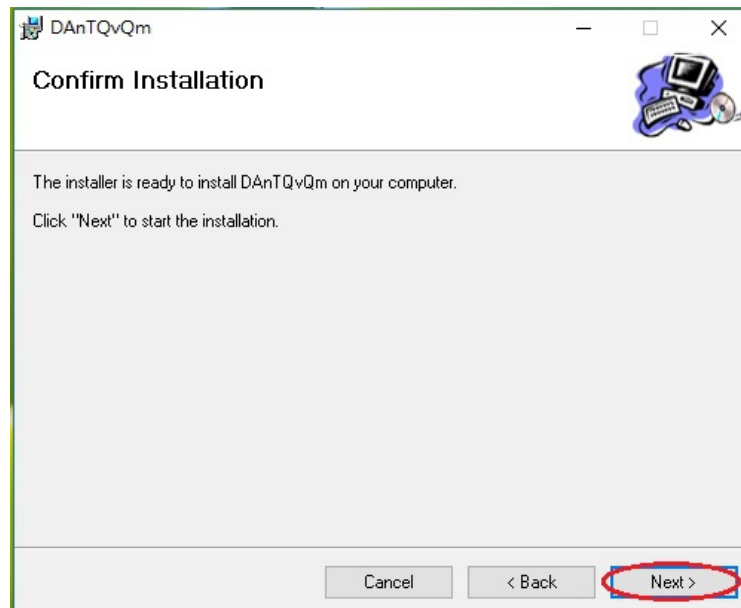 DAnTQvQm
Confirm Installation
The installer is ready to install DAnTQvQm on your computer.
Click "Next" to start the installation.
Cancel
< Back
Next >